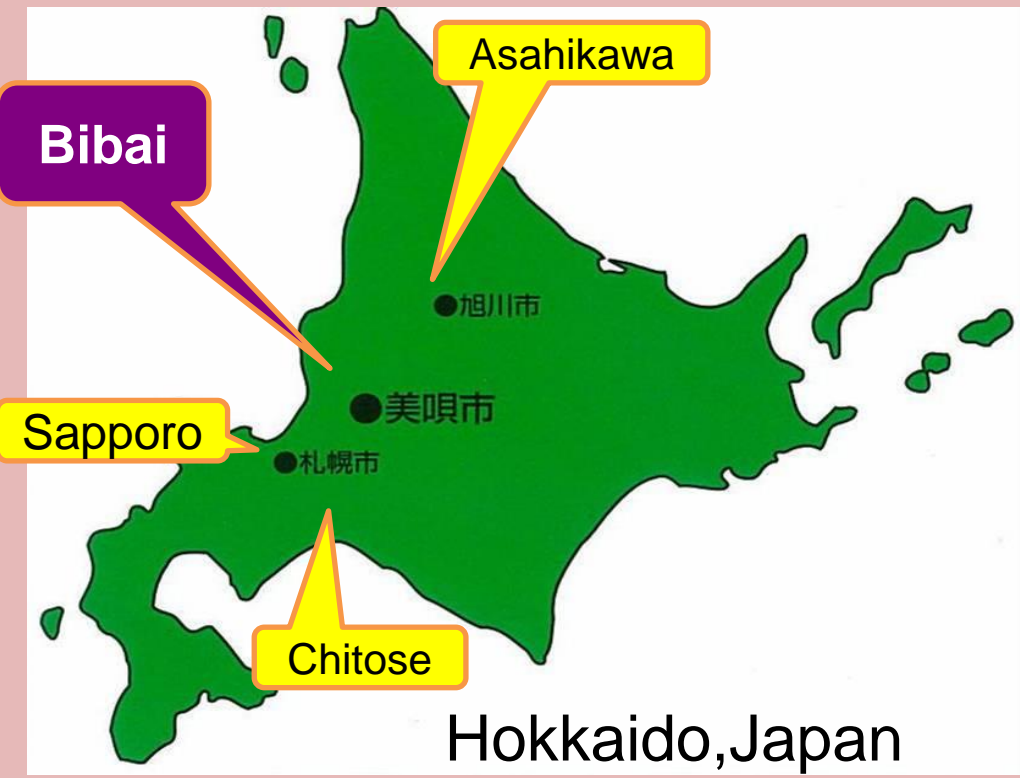 Asahikawa
Bibai
●旭川市
●美唄市
Sapporo
●札幌市
Chitose
Hokkaido,Japan